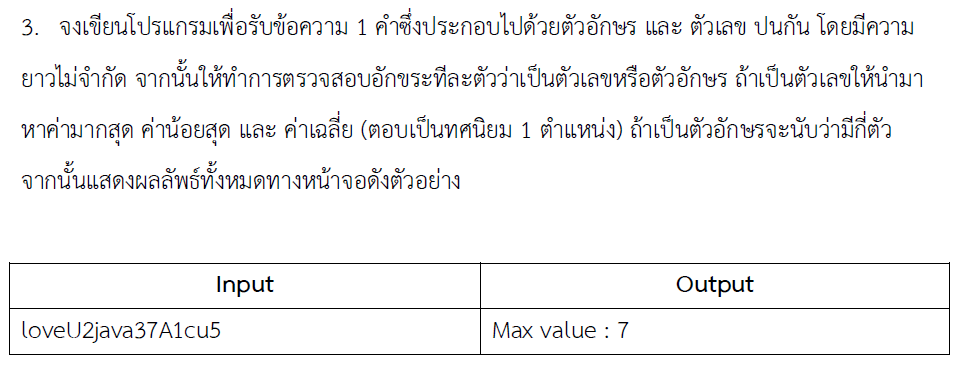 3. จงเขียนโปรแกรมเพื่อรับข้อความ 1 คำซึ่งประกอบไปด้วยตัวอักษร และ ตัวเลข ปนกัน โดยมีความ
ยาวไม่จำกัด จากนั้นให้ทำการตรวจสอบอักขระทีละตัวว่าเป็นตัวเลขหรือตัวอักษร ถ้าเป็นตัวเลขให้นำมา
หาค่ามากสุด ค่าน้อยสุด และ ค่าเฉลี่ย (ตอบเป็นทศนิยม 1 ตำแหน่ง) ถ้าเป็นตัวอักษรจะนับว่ามีกี่ตัว
จากนั้นแสดงผลลัพธ์ทั้งหมดทางหน้าจอดังตัวอย่าง
Input Output
loveU2java37A1cu5 Max value : 7